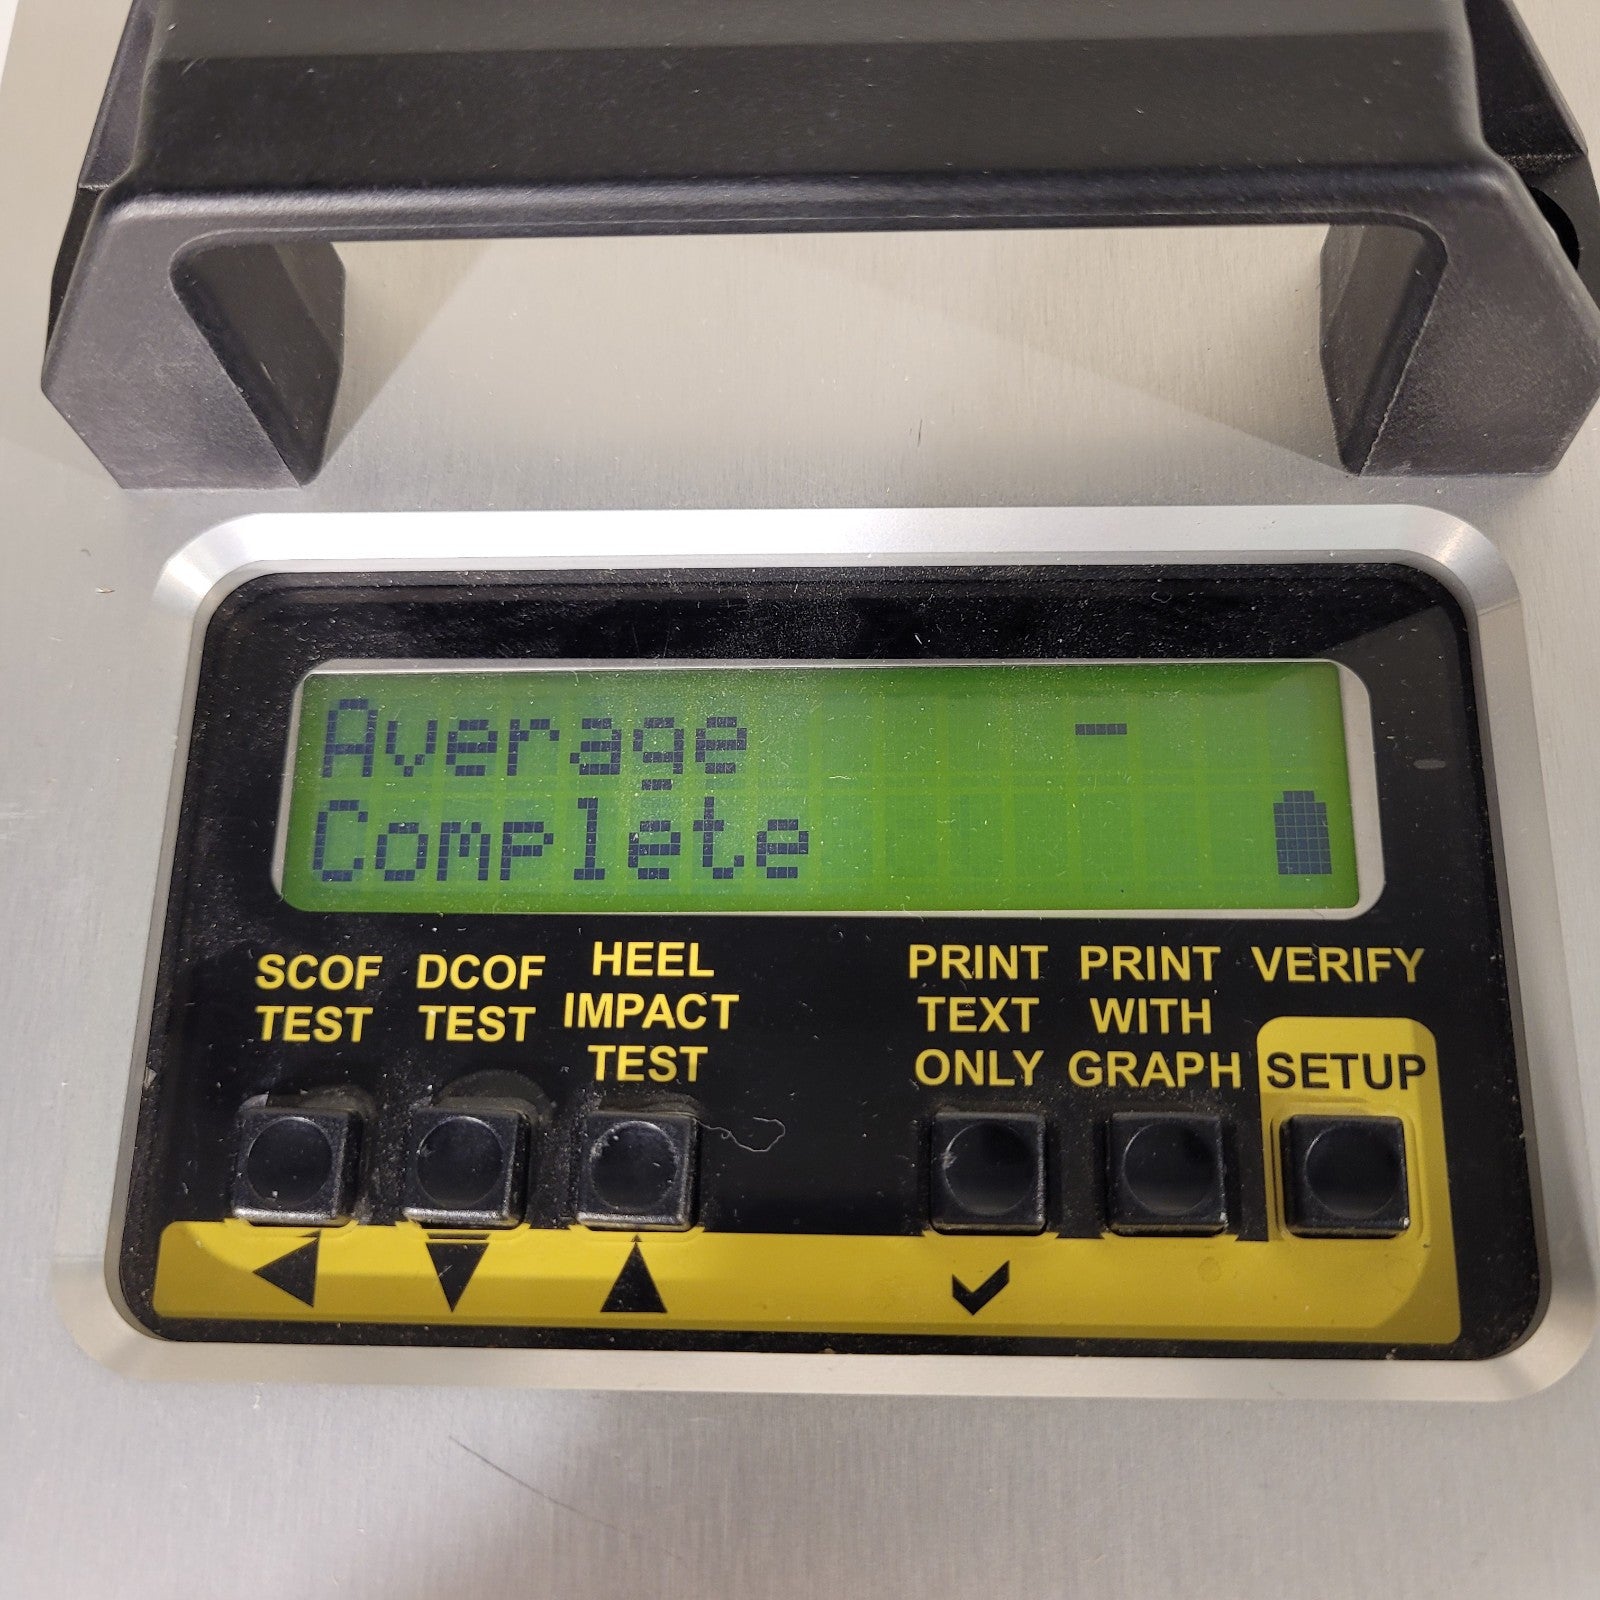 Average -
Complete
SCOF TEST
DCOF TEST
HEEL IMPACT TEST
PRINT TEXT ONLY
PRINT WITH GRAPH
VERIFY
SETUP